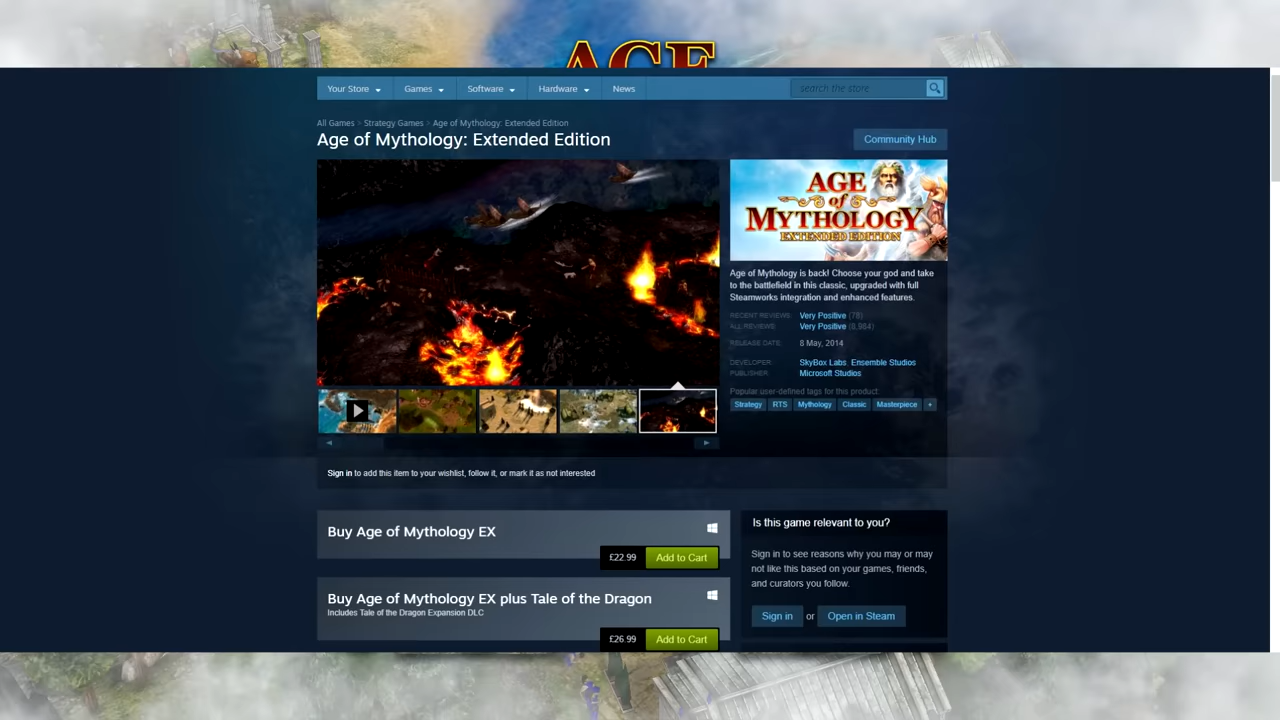 AGE
Your Store
Games
Software
Hardware
News
search the store
All Games > Strategy Games > Age of Mythology: Extended Edition
Age of Mythology: Extended Edition
Community Hub
AGE
of
MYTHOLOGY
EXTENDED EDITION
Age of Mythology is back! Choose your god and take
to the battlefield in this classic, upgraded with full
Steamworks integration and enhanced features.
RECENT REVIEWS: Very Positive (78)
ALL REVIEWS: Very Positive (6,984)
RELEASE DATE: 8 May, 2014
DEVELOPER: SkyBox Labs, Ensemble Studios
PUBLISHER: Microsoft Studios
Popular user-defined tags for this product:
Strategy RTS Mythology Classic Masterpiece +
Sign in to add this item to your wishlist, follow it, or mark it as not interested
Buy Age of Mythology EX
£22.99 Add to Cart
Buy Age of Mythology EX plus Tale of the Dragon
Includes Tale of the Dragon Expansion DLC
£26.99 Add to Cart
Is this game relevant to you?
Sign in to see reasons why you may or may
not like this based on your games, friends,
and curators you follow.
Sign in or Open in Steam